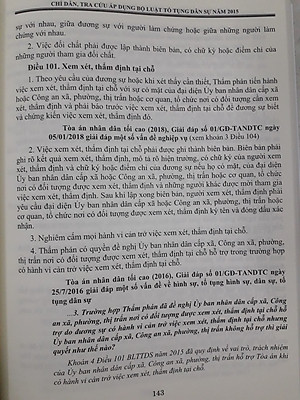 CHỈ DẪN, TRA CỨU ÁP DỤNG BỘ LUẬT TỐ TỤNG DÂN SỰ NĂM 2015
sự với nhau, giữa đương sự với người làm chứng hoặc giữa những người làm
chứng với nhau.
2. Việc đối chất phải được lập thành biên bản, có chữ ký hoặc điểm chỉ của
những người tham gia đối chất.
Điều 101. Xem xét, thẩm định tại chỗ
1. Theo yêu cầu của đương sự hoặc khi xét thấy cần thiết, Thẩm phán tiến hành
việc xem xét, thẩm định tại chỗ với sự có mặt của đại diện Ủy ban nhân dân cấp xã
hoặc Công an xã, phường, thị trấn hoặc cơ quan, tổ chức nơi có đối tượng cần xem
xét, thẩm định và phải báo trước việc xem xét, thẩm định tại chỗ để đương sự biết
và chứng kiến việc xem xét, thẩm định đó.
Tòa án nhân dân tối cao (2018), Giải đáp số 01/GĐ-TANDTC ngày
05/01/2018 giải đáp một số vấn đề nghiệp vụ (xem khoản 3 Điều 104)
2. Việc xem xét, thẩm định tại chỗ phải được ghi thành biên bản. Biên bản phải
ghi rõ kết quả xem xét, thẩm định, mô tả rõ hiện trường, có chữ ký của người xem
xét, thẩm định và chữ ký hoặc điểm chỉ của đương sự nếu họ có mặt, của đại diện
Ủy ban nhân dân cấp xã hoặc Công an xã, phường, thị trấn hoặc cơ quan, tổ chức
nơi có đối tượng được xem xét, thẩm định và những người khác được mời tham gia
việc xem xét, thẩm định. Sau khi lập xong biên bản, người xem xét, thẩm định phải
yêu cầu đại diện Ủy ban nhân dân cấp xã hoặc Công an xã, phường, thị trấn hoặc
cơ quan, tổ chức nơi có đối tượng được xem xét, thẩm định ký tên và đóng dấu xác
nhận.
3. Nghiêm cấm mọi hành vi cản trở việc xem xét, thẩm định tại chỗ.
4. Thẩm phán có quyền đề nghị Ủy ban nhân dân cấp xã, Công an xã, phường,
thị trấn nơi có đối tượng được xem xét, thẩm định tại chỗ hỗ trợ trong trường hợp
có hành vi cản trở việc xem xét, thẩm định tại chỗ.
Tòa án nhân dân tối cao (2016), Giải đáp số 01/GĐ-TANDTC ngày
25/7/2016 giải đáp một số vấn đề về hình sự, tố tụng hình sự, dân sự, tố
tụng dân sự
...3. Trường hợp Thẩm phán đã đề nghị Ủy ban nhân dân cấp xã, Công
an xã, phường, thị trấn nơi có đối tượng được xem xét, thẩm định tại chỗ hỗ
trợ do đương sự có hành vi cản trở việc xem xét, thẩm định tại chỗ nhưng
Ủy ban nhân dân cấp xã, Công an xã, phường, thị trấn không hỗ trợ thì giải
quyết như thế nào?
Khoản 4 Điều 101 BLTTDS năm 2015 đã quy định về vai trò, trách nhiệm
của Ủy ban nhân dân cấp xã, Công an xã, phường, thị trấn hỗ trợ Tòa án khi
có hành vi cản trở việc xem xét, thẩm định tại chỗ.
143